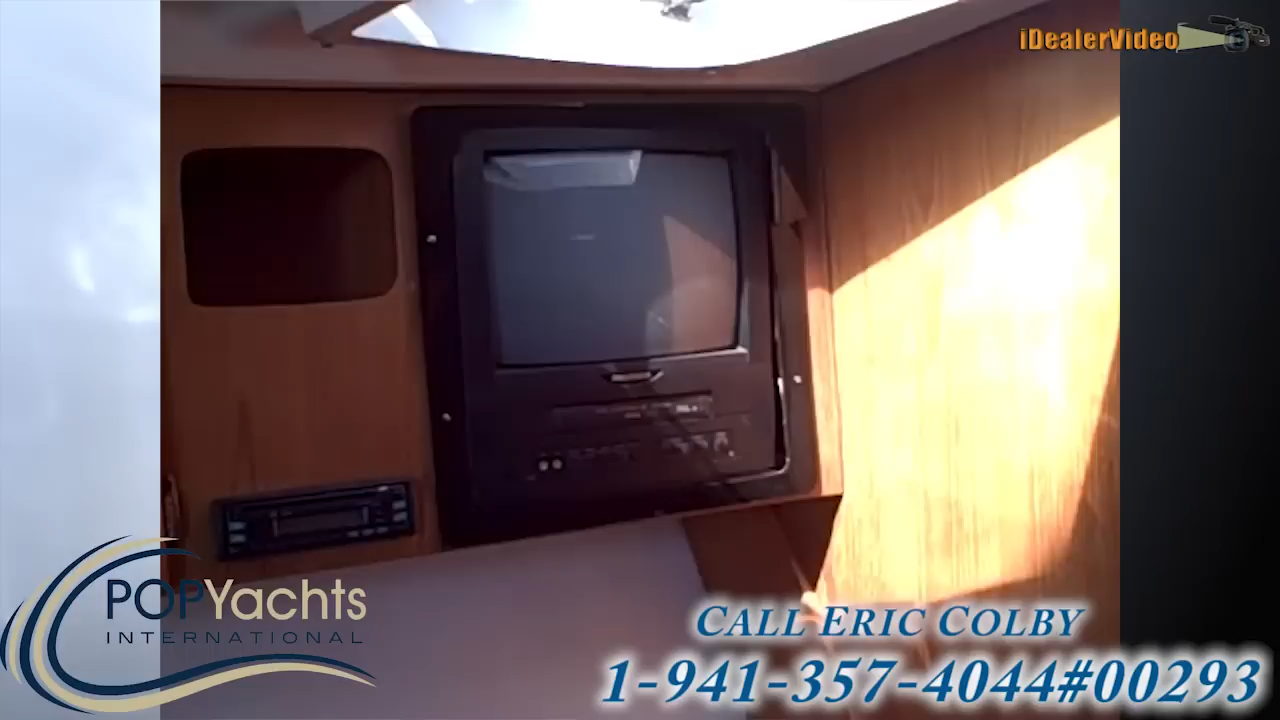 iDealerVideo
POPYachts
INTERNATIONAL
CALL ERIC COLBY
1-941-357-4044#00293